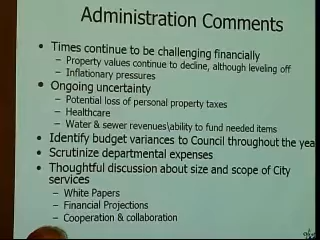 Administration Comments
• Times continue to be challenging financially
– Property values continue to decline, although leveling off
– Inflationary pressures
• Ongoing uncertainty
– Potential loss of personal property taxes
– Healthcare
– Water & sewer revenues\ability to fund needed items
• Identify budget variances to Council throughout the yea
• Scrutinize departmental expenses
• Thoughtful discussion about size and scope of City
services
– White Papers
– Financial Projections
– Cooperation & collaboration